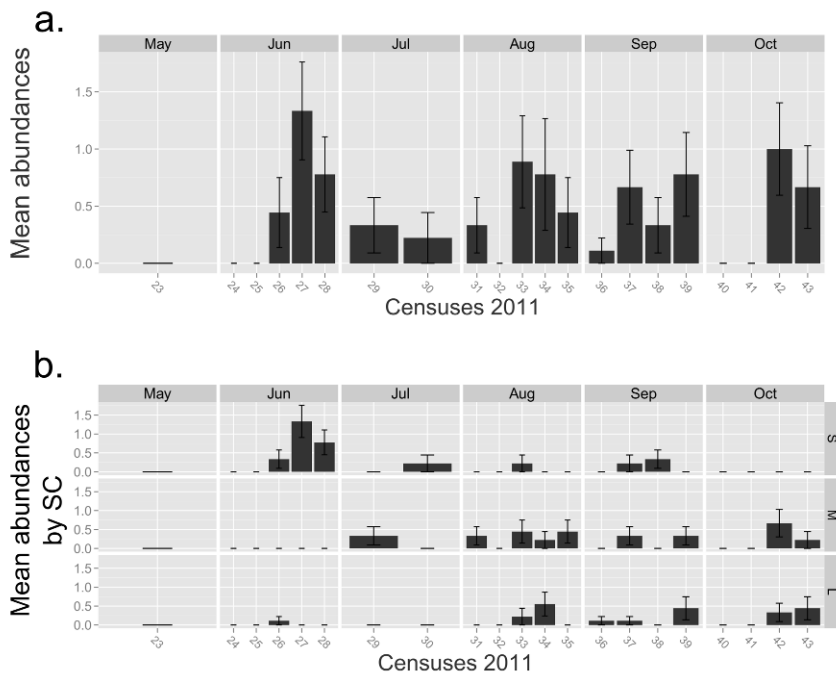 a.
May Jun Jul Aug Sep Oct
Mean abundances
1.5
1.0
0.5
0.0
23 24 25 26 27 28 29 30 31 32 33 34 35 36 37 38 39 40 41 42 43
Censuses 2011
b.
May Jun Jul Aug Sep Oct
Mean abundances
by SC
1.5
1.0
0.5
0.0
S
1.5
1.0
0.5
0.0
M
1.5
1.0
0.5
0.0
L
23 24 25 26 27 28 29 30 31 32 33 34 35 36 37 38 39 40 41 42 43
Censuses 2011